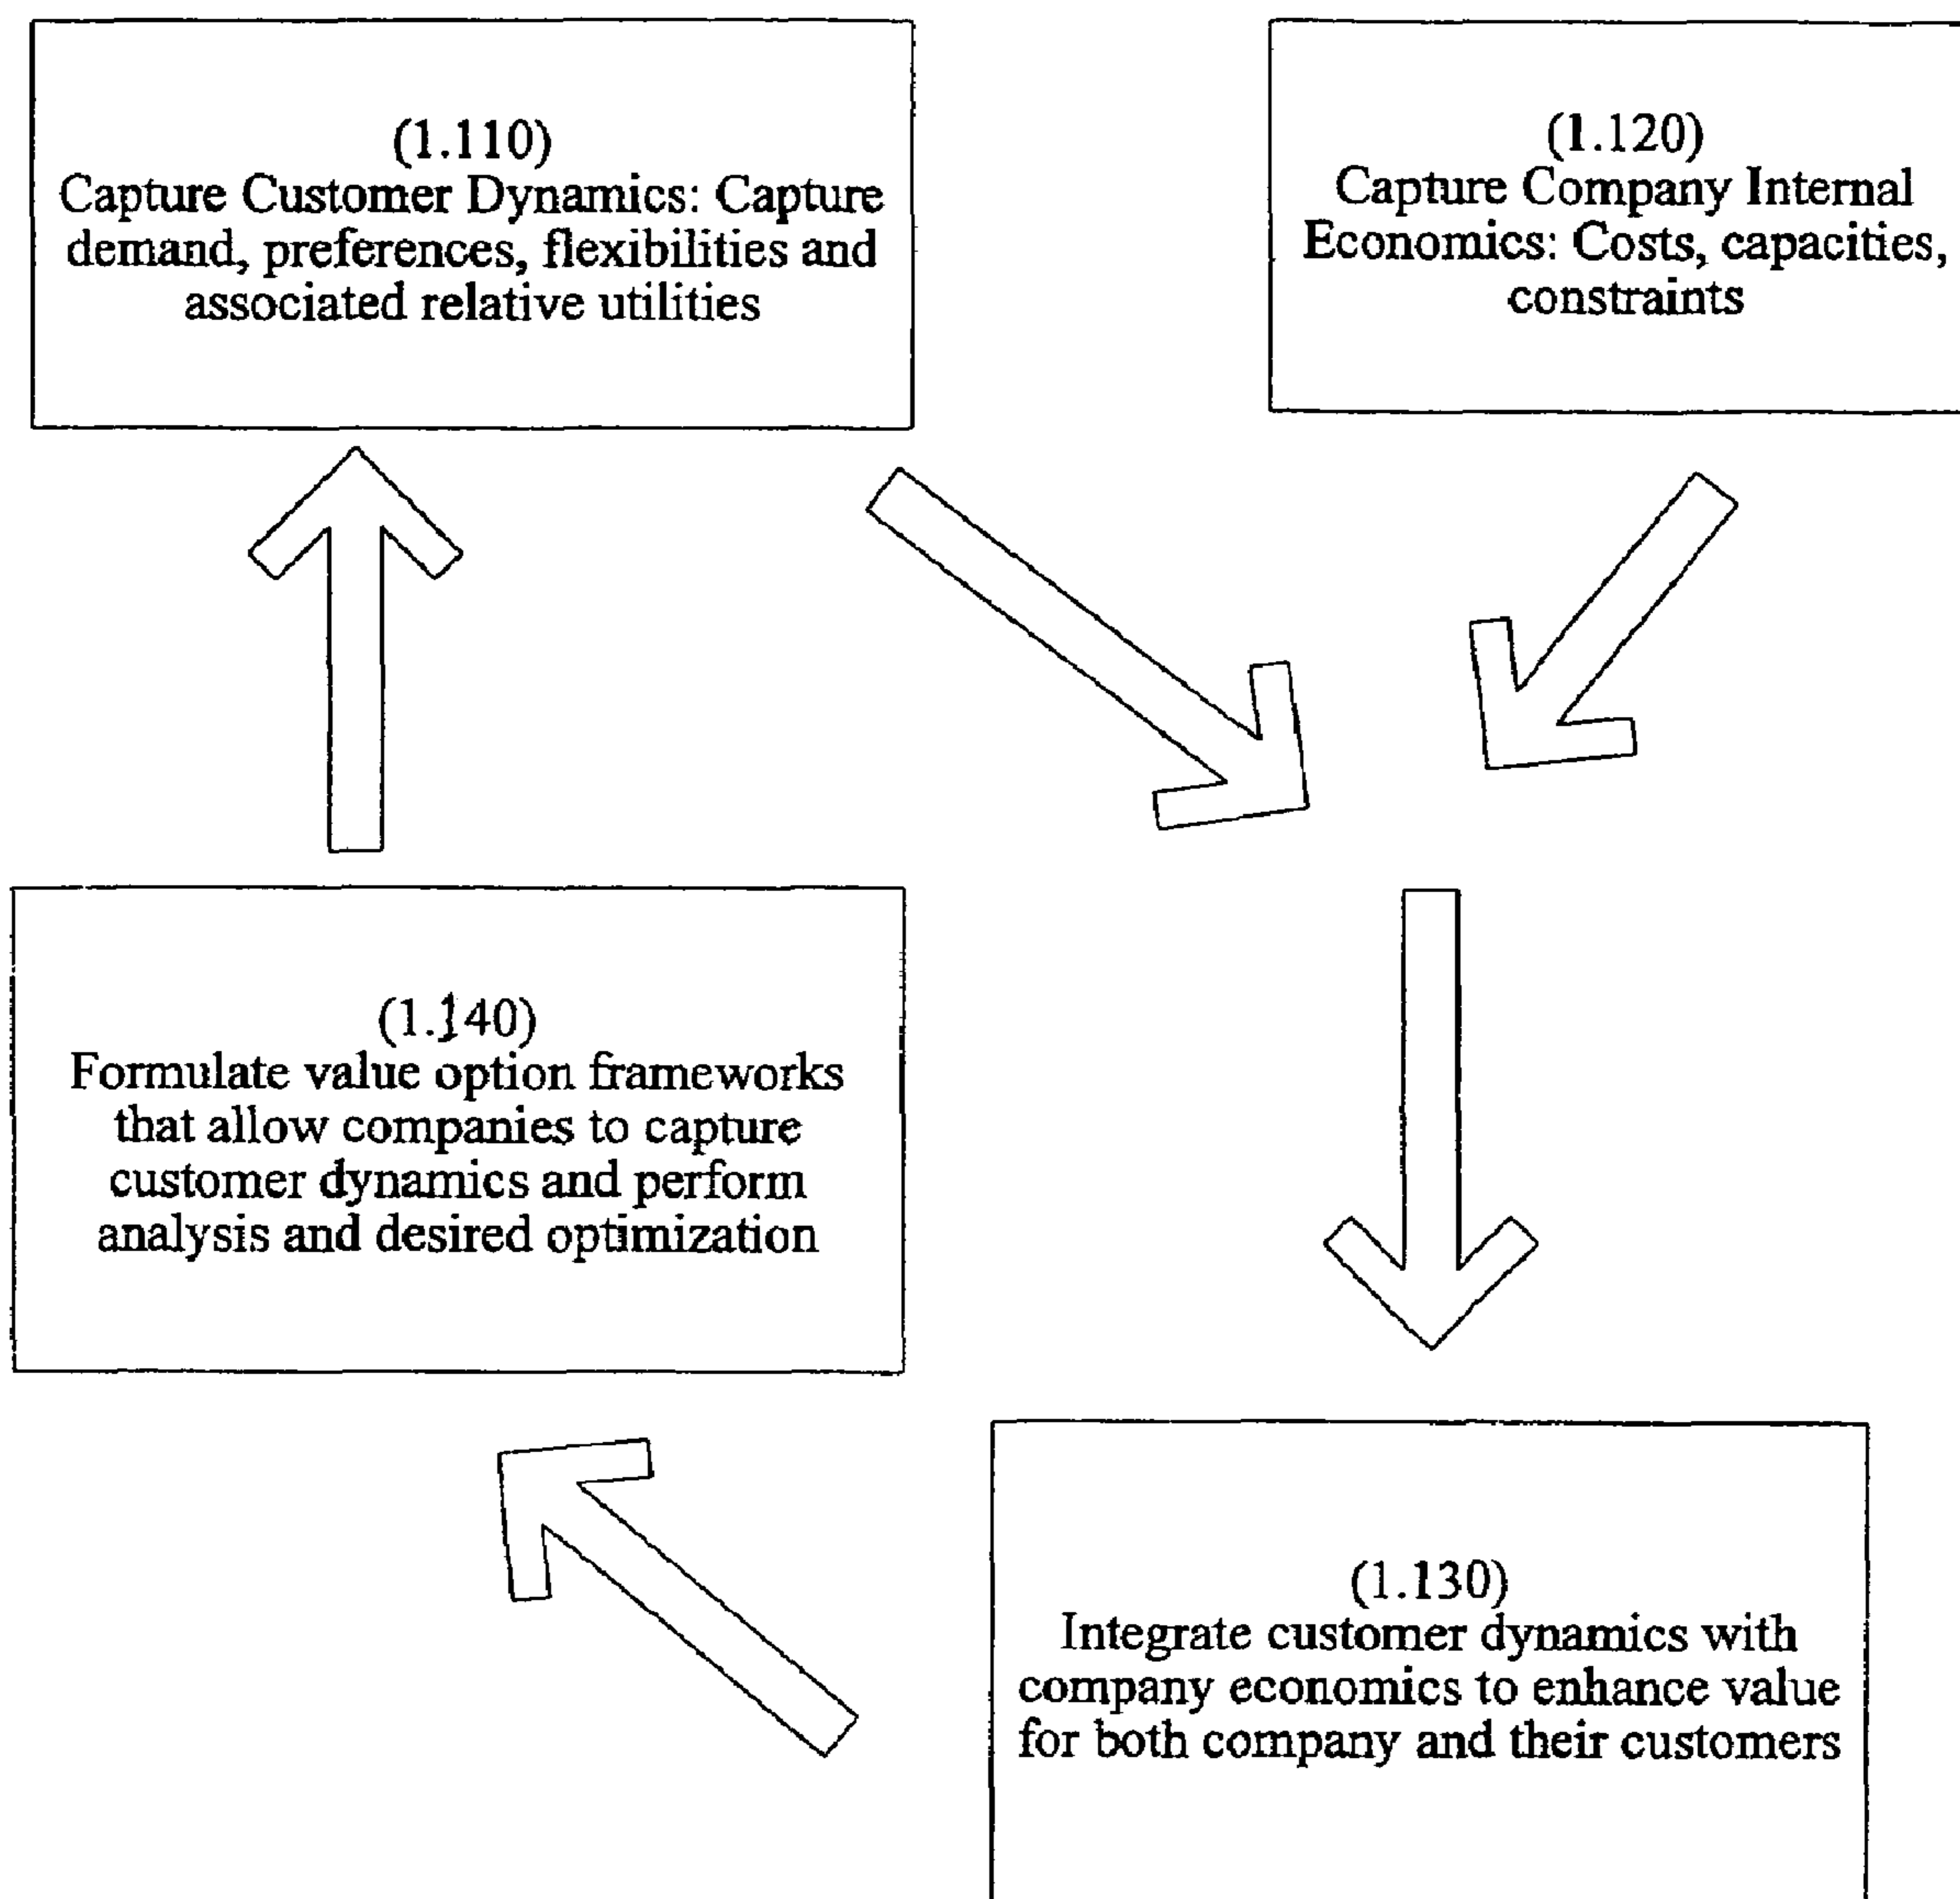 (1.110)
Capture Customer Dynamics: Capture
demand, preferences, flexibilities and
associated relative utilities
(1.120)
Capture Company Internal
Economics: Costs, capacities,
constraints
(1.140)
Formulate value option frameworks
that allow companies to capture
customer dynamics and perform
analysis and desired optimization
(1.130)
Integrate customer dynamics with
company economics to enhance value
for both company and their customers